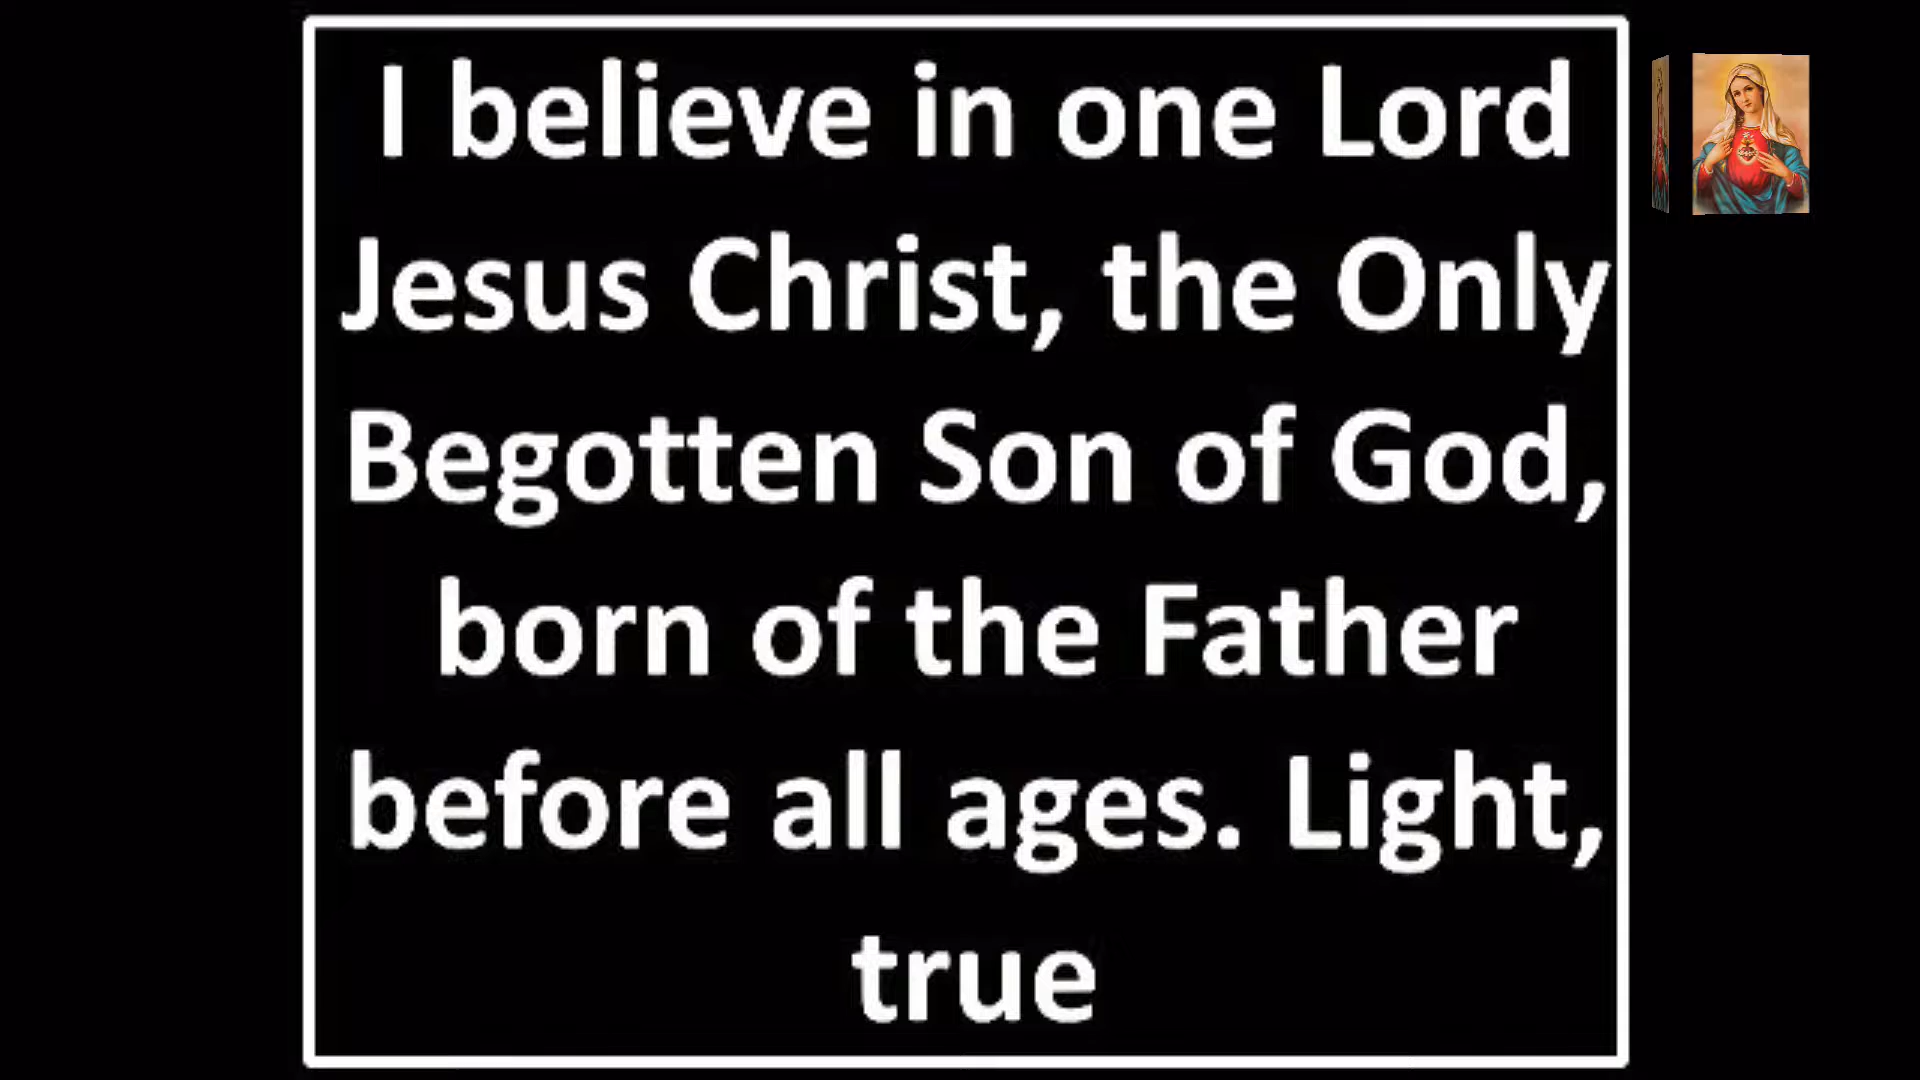 I believe in one Lord
Jesus Christ, the Only
Begotten Son of God,
born of the Father
before all ages. Light,
true